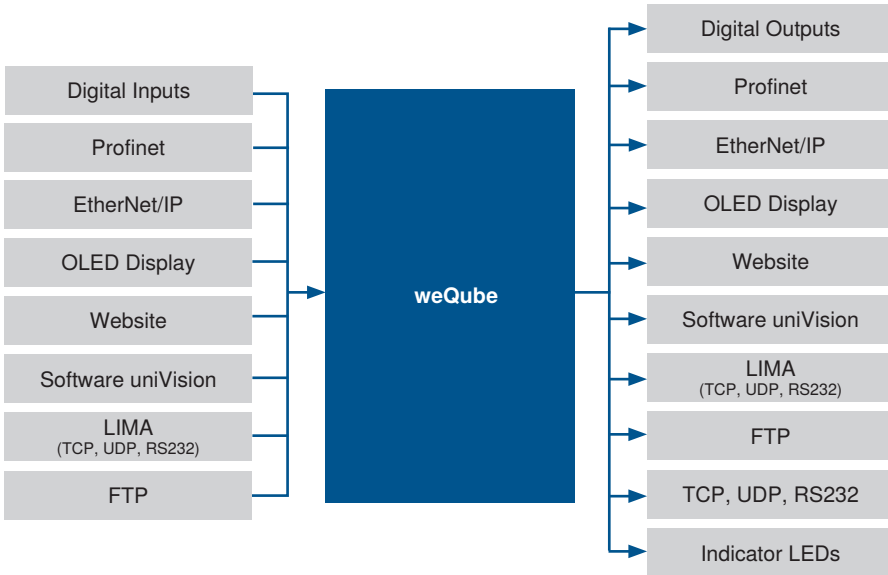 Digital Inputs
Profinet
EtherNet/IP
OLED Display
Website
Software uniVision
LIMA
(TCP, UDP, RS232)
FTP
weQube
Digital Outputs
Profinet
EtherNet/IP
OLED Display
Website
Software uniVision
LIMA
(TCP, UDP, RS232)
FTP
TCP, UDP, RS232
Indicator LEDs